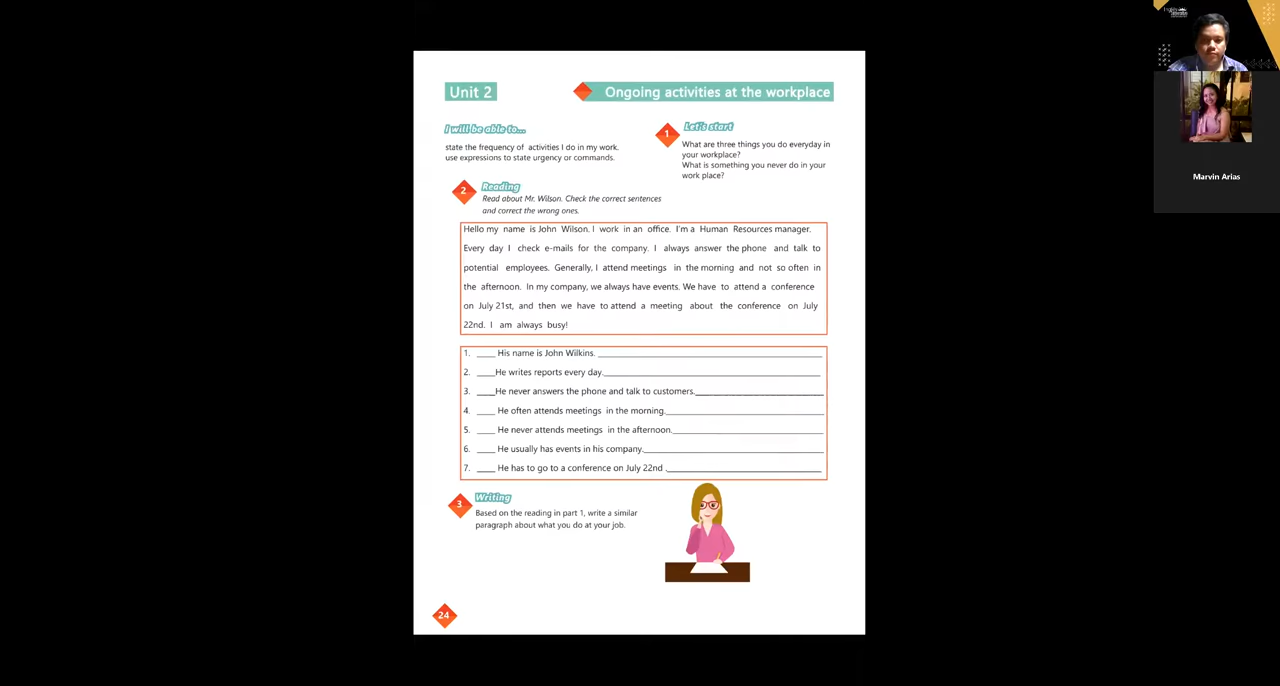 Unit 2
Ongoing activities at the workplace
I will be able to...
state the frequency of activities I do in my work.
use expressions to state urgency or commands.
1
Let's start
What are three things you do everyday in
your workplace?
What is something you never do in your
work place?
2
Reading
Read about Mr. Wilson. Check the correct sentences
and correct the wrong ones.
Hello my name is John Wilson. I work in an office. I'm a Human Resources manager.
Every day I check e-mails for the company. I always answer the phone and talk to
potential employees. Generally, I attend meetings in the morning and not so often in
the afternoon. In my company, we always have events. We have to attend a conference
on July 21st, and then we have to attend a meeting about the conference on July
22nd. I am always busy!
1. ____ His name is John Wilkins. ____
2. ____He writes reports every day.____
3. ____He never answers the phone and talk to customers.____
4. ____ He often attends meetings in the morning.____
5. ____ He never attends meetings in the afternoon.____
6. ____ He usually has events in his company.____
7. ____ He has to go to a conference on July 22nd .____
3
Writing
Based on the reading in part 1, write a similar
paragraph about what you do at your job.
24
Marvin Arias